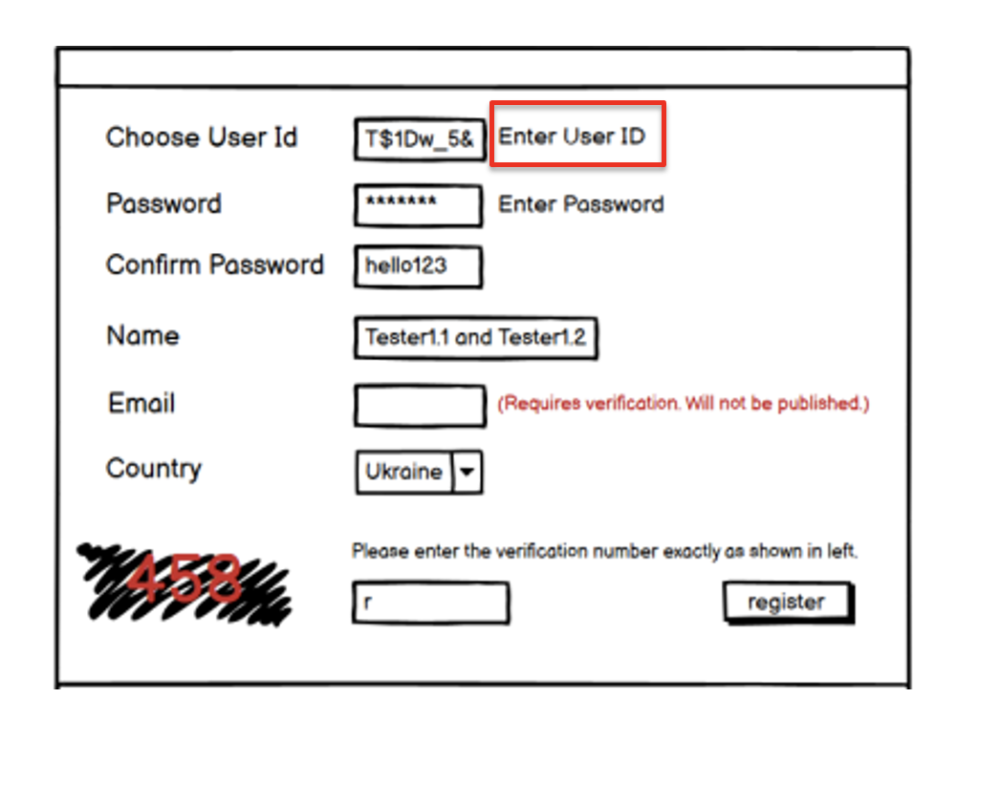 Choose User Id T$1Dw_5& Enter User ID
Password ******* Enter Password
Confirm Password hello123
Name Tester1.1 and Tester1.2
Email (Requires verification. Will not be published.)
Country Ukraine
Please enter the verification number exactly as shown in left.
458 r register